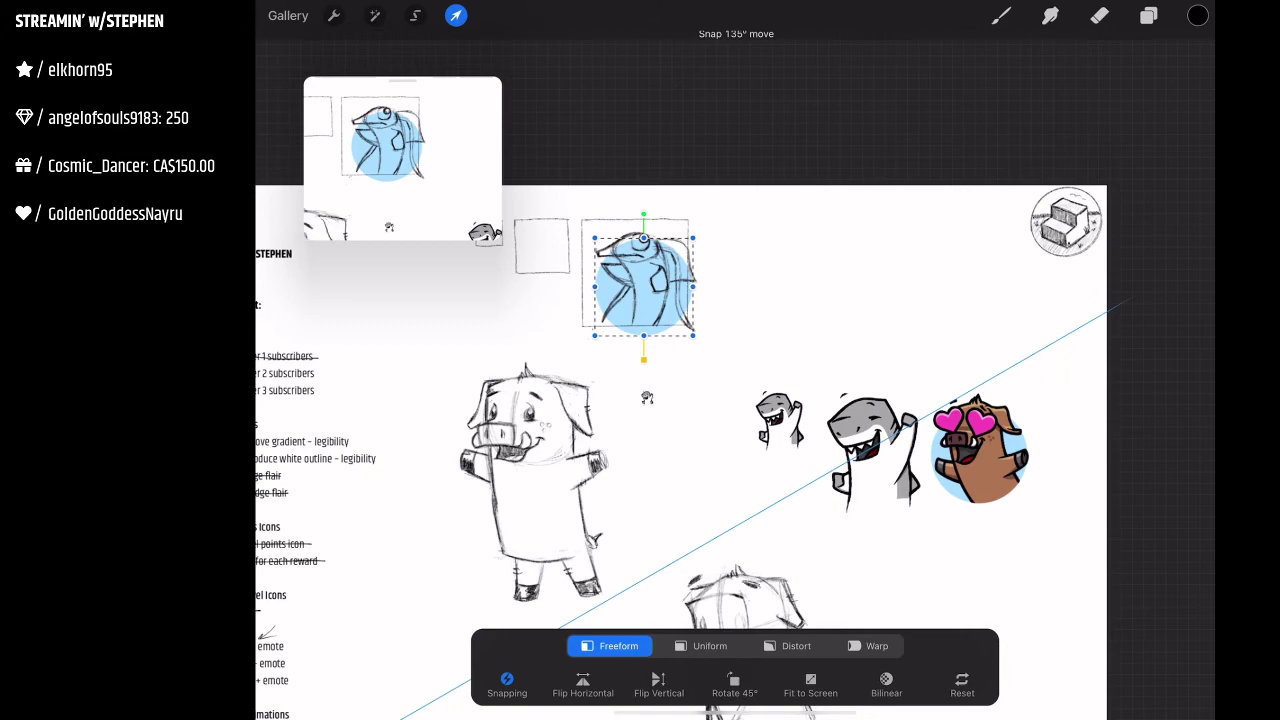 STREAMIN' w/STEPHEN
/ elkhorn95
/ angelofsouls9183: 250
/ Cosmic_Dancer: CA$150.00
/ GoldenGoddessNayru
Gallery
Snap 135° move
STEPHEN
t:
er 1 subscribers
er 2 subscribers
er 3 subscribers
s
ove gradient – legibility
oduce white outline – legibility
ge flair
dge flair
s Icons
l points icon
for each reward
el Icons
emote
+ emote
+ emote
mations
Freeform
Uniform
Distort
Warp
Snapping
Flip Horizontal
Flip Vertical
Rotate 45°
Fit to Screen
Bilinear
Reset